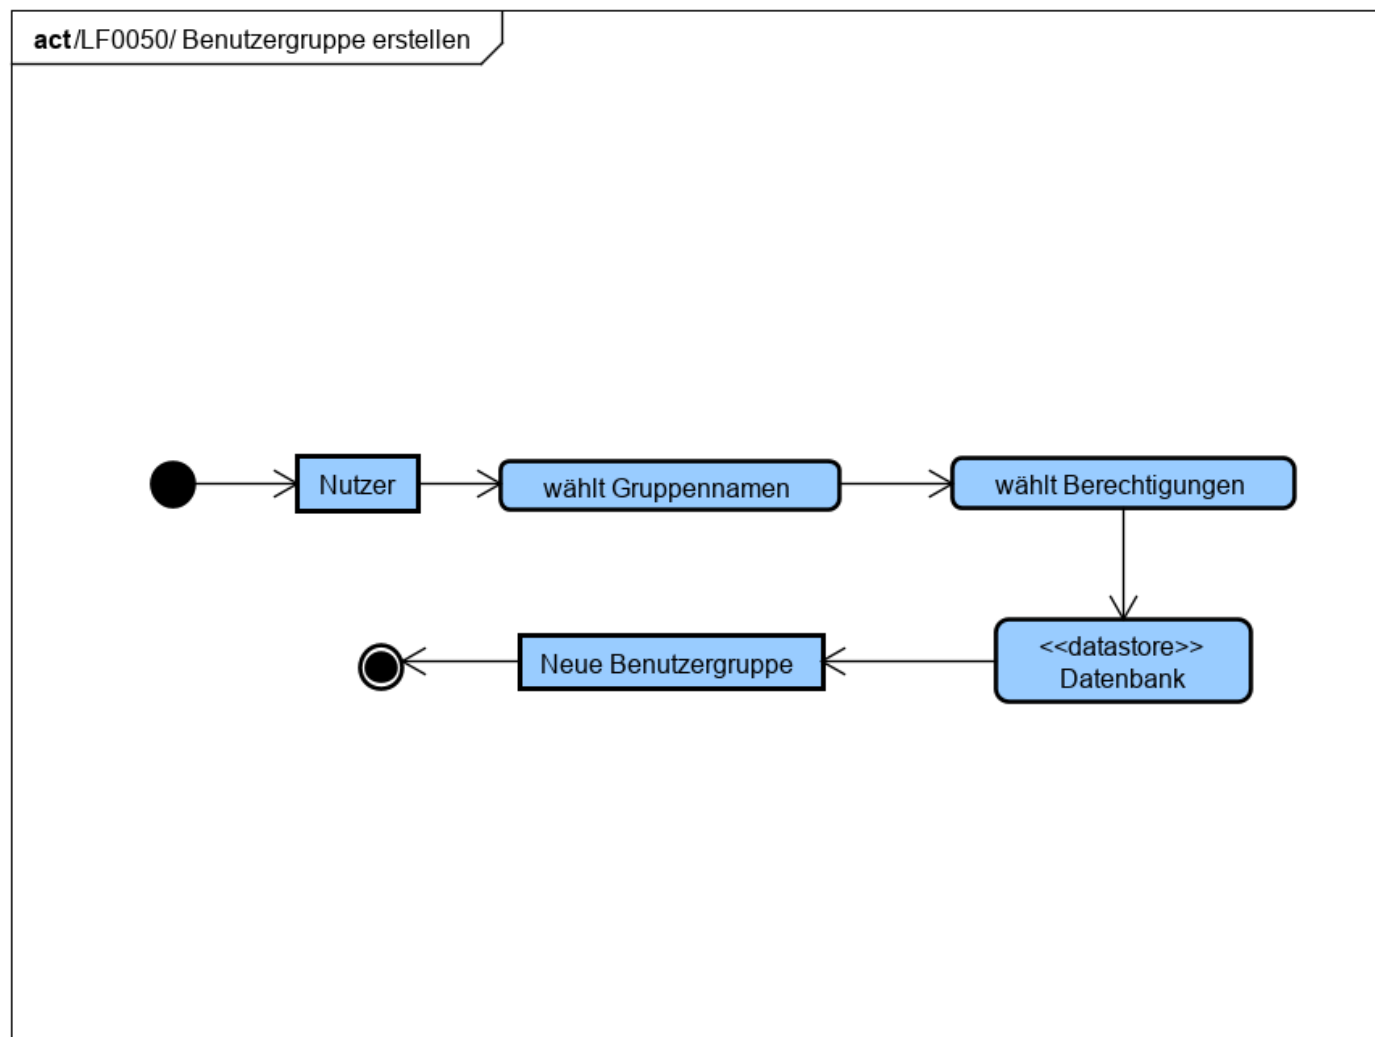 act/LF0050/ Benutzergruppe erstellen
Nutzer
wählt Gruppennamen
wählt Berechtigungen
<<datastore>>
Datenbank
Neue Benutzergruppe